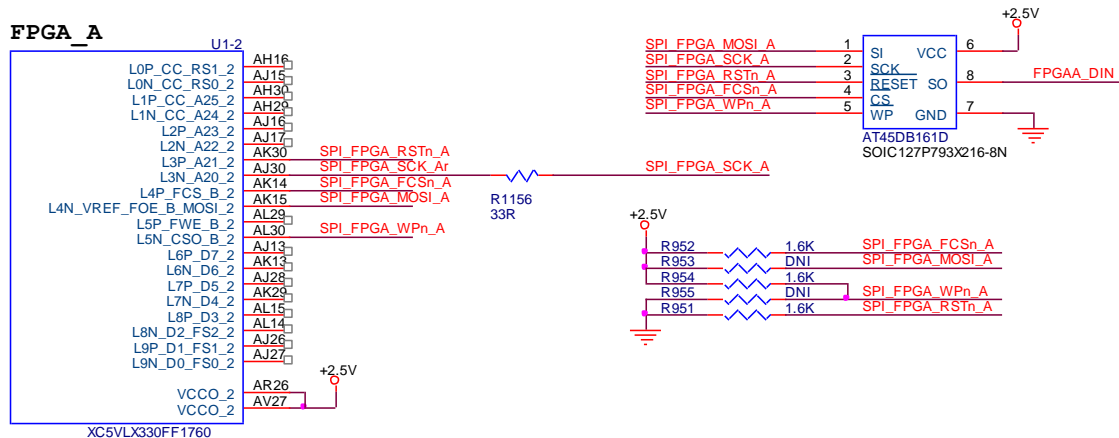 FPGA_A
U1-2
L0P_CC_RS1_2 AH16
L0N_CC_RS0_2 AJ15
L1P_CC_A25_2 AH30
L1N_CC_A24_2 AH29
L2P_A23_2 AJ16
L2N_A22_2 AJ17
L3P_A21_2 AK30 SPI_FPGA_RSTn_A
L3N_A20_2 AJ30 SPI_FPGA_SCK_Ar
L4P_FCS_B_2 AK14 SPI_FPGA_FCSn_A
L4N_VREF_FOE_B_MOSI_2 AK15 SPI_FPGA_MOSI_A
L5P_FWE_B_2 AL29
L5N_CSO_B_2 AL30 SPI_FPGA_WPn_A
L6P_D7_2 AJ13
L6N_D6_2 AK13
L7P_D5_2 AJ28
L7N_D4_2 AK29
L8P_D3_2 AL15
L8N_D2_FS2_2 AL14
L9P_D1_FS1_2 AJ26
L9N_D0_FS0_2 AJ27
+2.5V
VCCO_2 AR26
VCCO_2 AV27
XC5VLX330FF1760
SPI_FPGA_SCK_A
R1156
33R
+2.5V
SPI_FPGA_MOSI_A 1 SI VCC 6
SPI_FPGA_SCK_A 2 SCK
SPI_FPGA_RSTn_A 3 RESET SO 8 FPGAA_DIN
SPI_FPGA_FCSn_A 4 CS
SPI_FPGA_WPn_A 5 WP GND 7
AT45DB161D
SOIC127P793X216-8N
+2.5V
R952 1.6K SPI_FPGA_FCSn_A
R953 DNI SPI_FPGA_MOSI_A
R954 1.6K
R955 DNI SPI_FPGA_WPn_A
R951 1.6K SPI_FPGA_RSTn_A